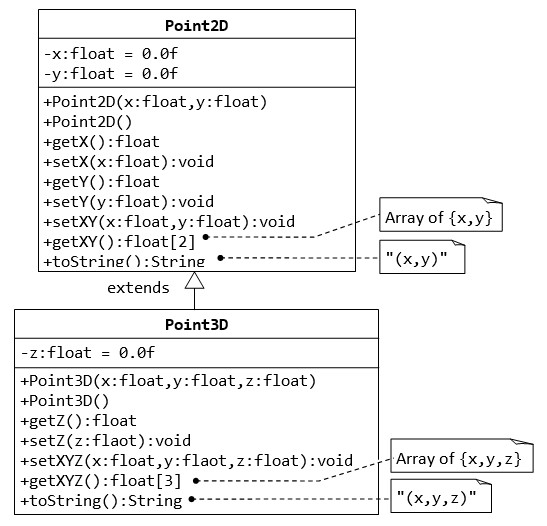 Point2D
-x:float = 0.0f
-y:float = 0.0f
+Point2D(x:float,y:float)
+Point2D()
+getX():float
+setX(x:float):void
+getY():float
+setY(y:float):void
+setXY(x:float,y:float):void
+getXY():float[2]
Array of {x,y}
+toString():String
"(x,y)"
extends
Point3D
-z:float = 0.0f
+Point3D(x:float,y:float,z:float)
+Point3D()
+getZ():float
+setZ(z:flaot):void
+setXYZ(x:float,y:flaot,z:float):void
+getXYZ():float[3]
Array of {x,y,z}
+toString():String
"(x,y,z)"